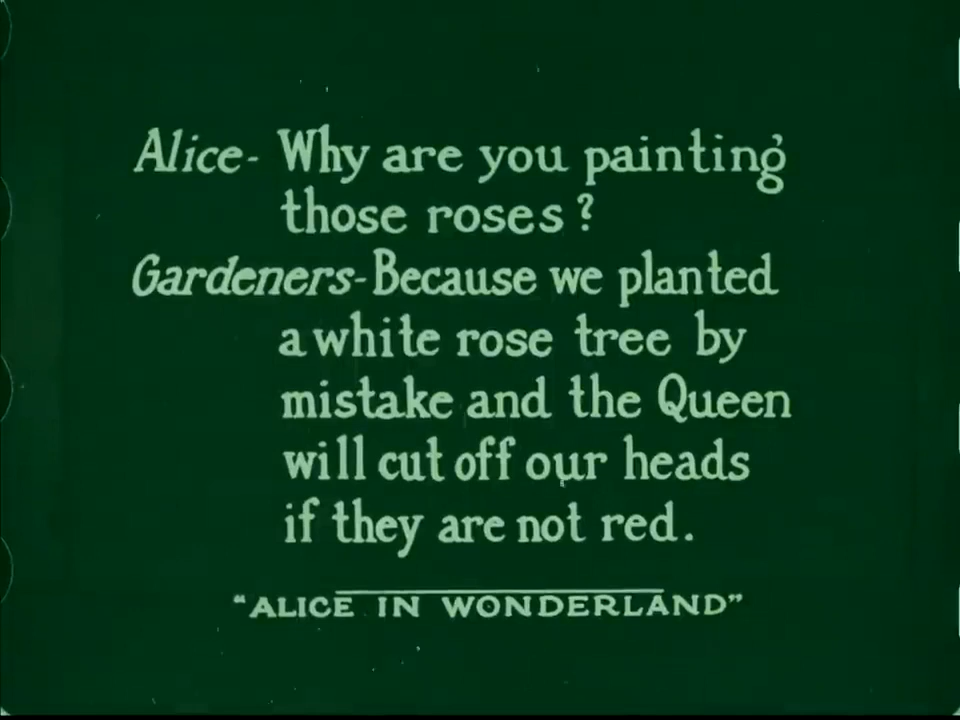 Alice- Why are you painting
those roses?
Gardeners- Because we planted
a white rose tree by
mistake and the Queen
will cut off our heads
if they are not red.
"ALICE IN WONDERLAND"